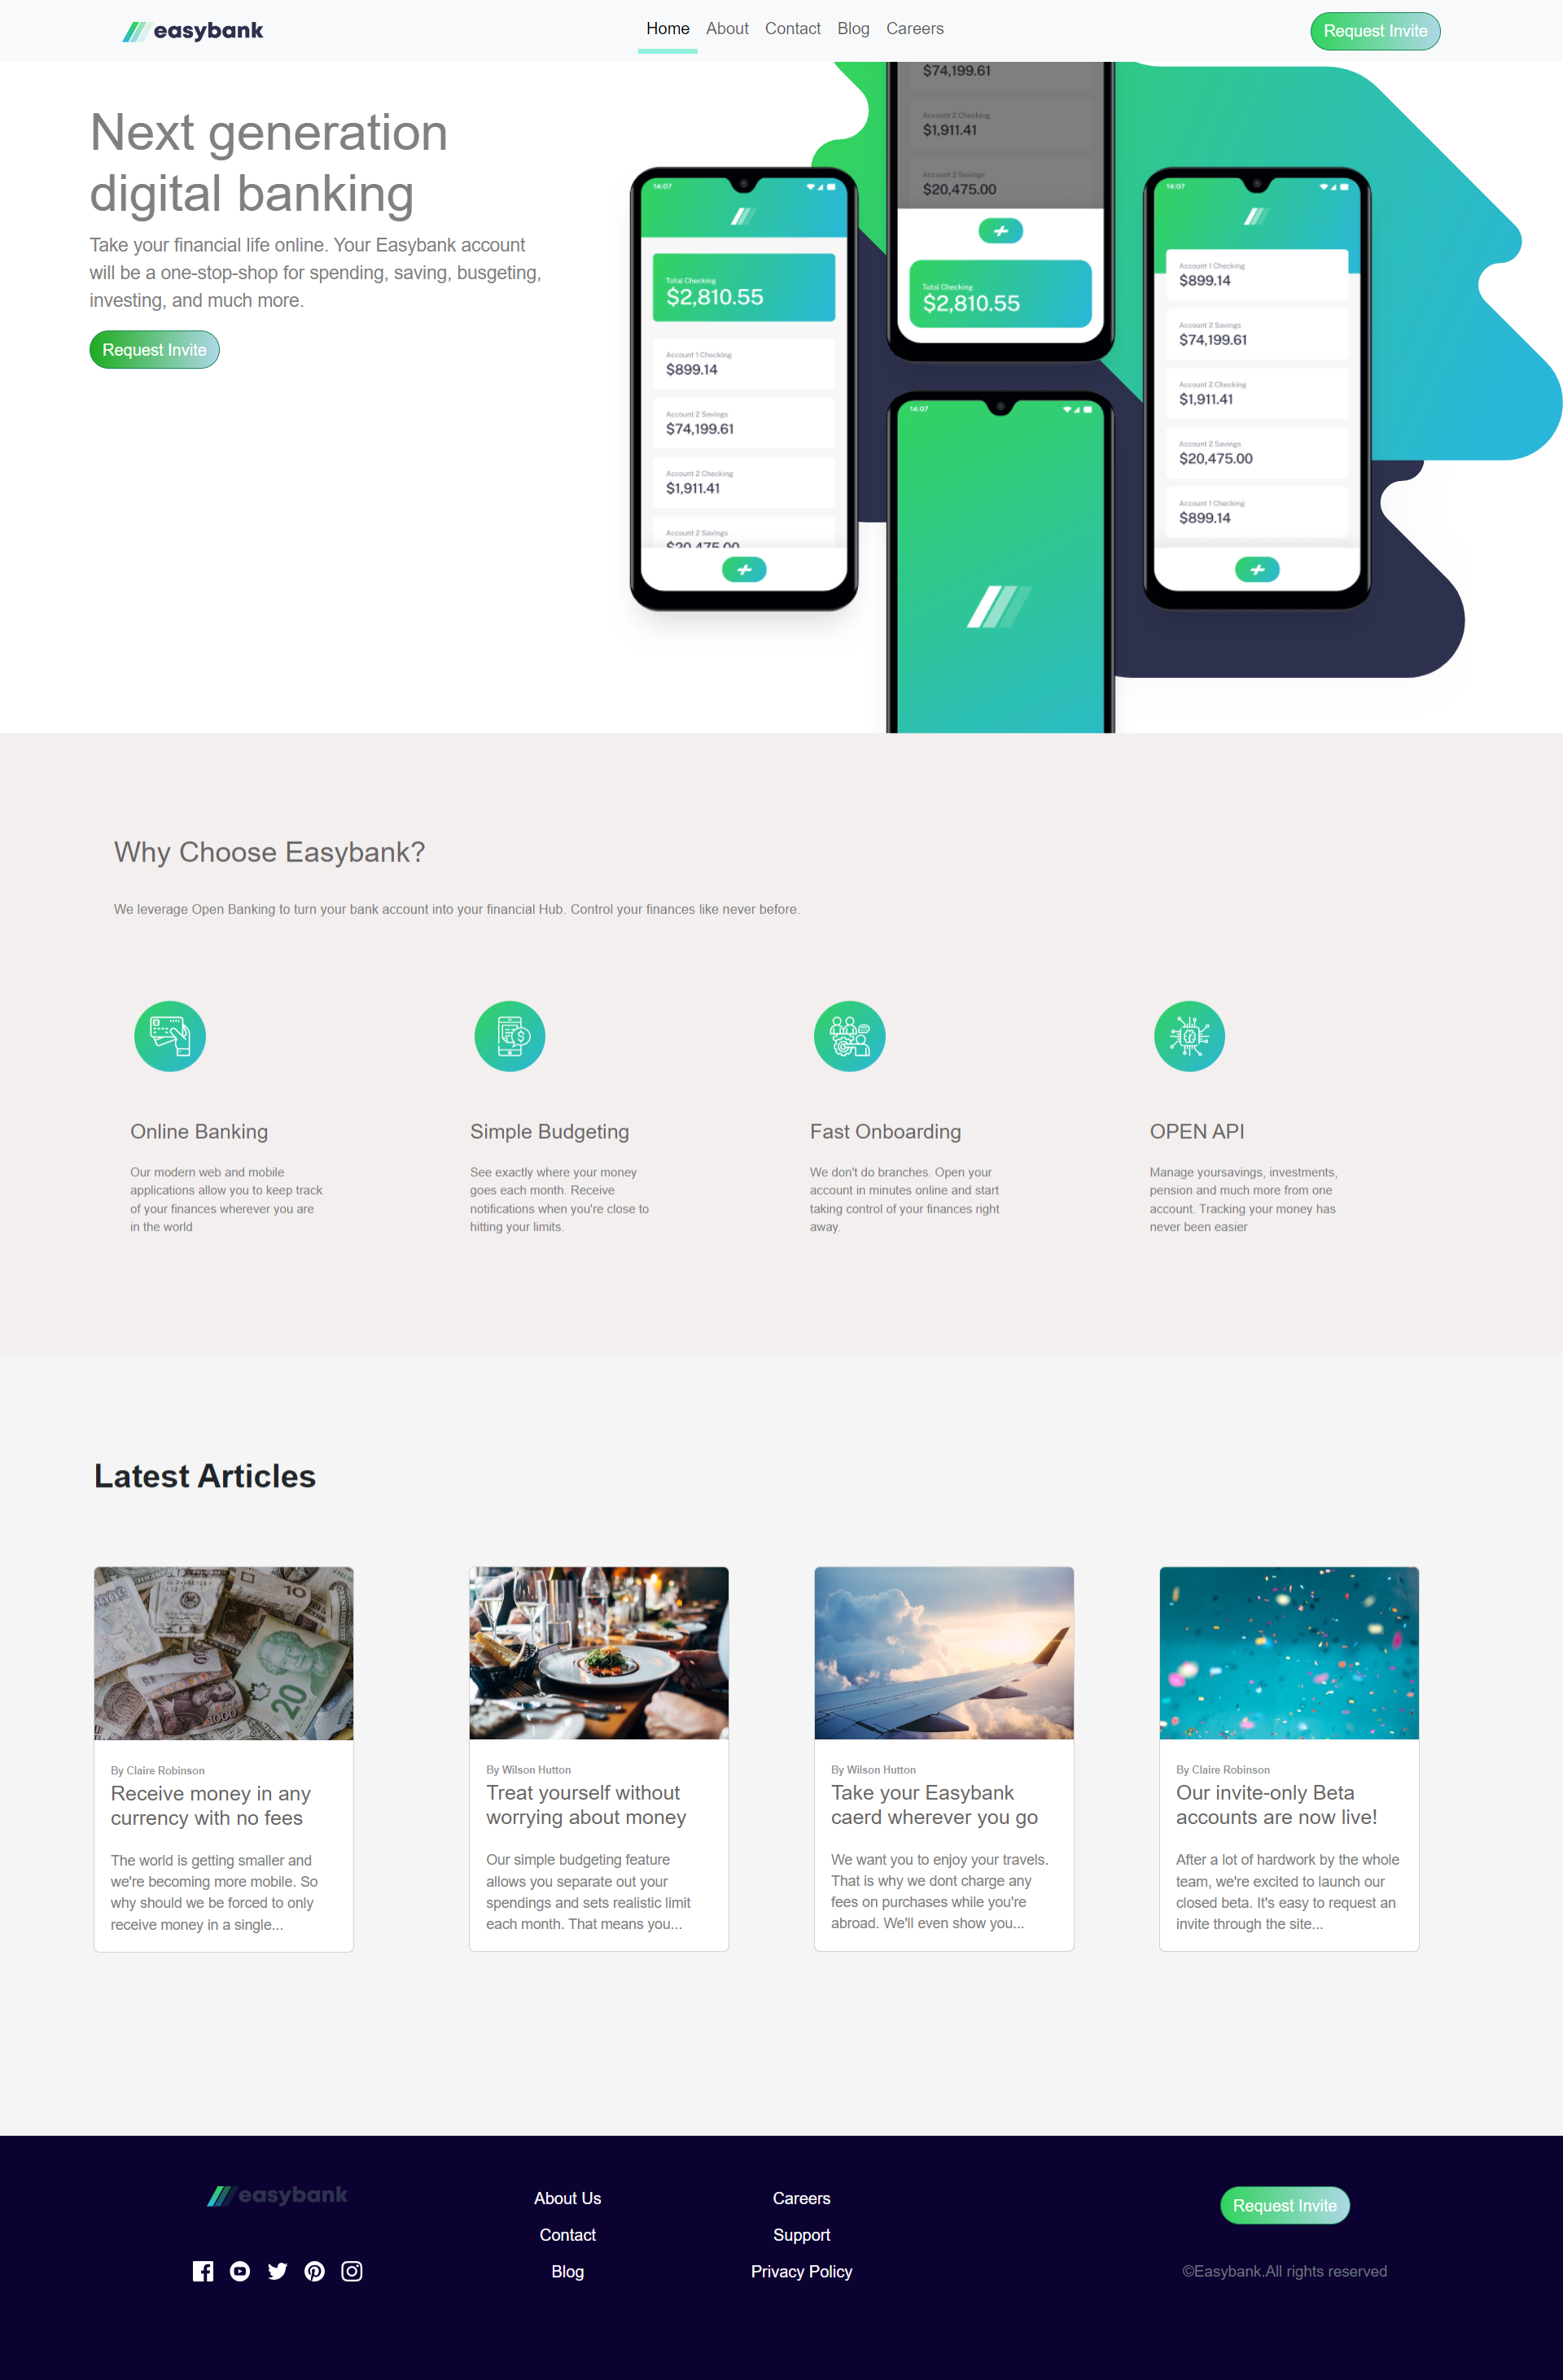 easybank
Home About Contact Blog Careers
Request Invite
Next generation
digital banking
Take your financial life online. Your Easybank account
will be a one-stop-shop for spending, saving, busgeting,
investing, and much more.
Request Invite
14:07
Total Checking
$2,810.55
Account 1 Checking
$899.14
Account 2 Savings
$74,199.61
Account 2 Checking
$1,911.41
Account 2 Savings
$20,475.00
$74,199.61
Account 2 Checking
$1,911.41
Account 2 Savings
$20,475.00
Total Checking
$2,810.55
14:07
14:07
Account 1 Checking
$899.14
Account 2 Savings
$74,199.61
Account 2 Checking
$1,911.41
Account 2 Savings
$20,475.00
Account 1 Checking
$899.14
Why Choose Easybank?
We leverage Open Banking to turn your bank account into your financial Hub. Control your finances like never before.
Online Banking
Our modern web and mobile
applications allow you to keep track
of your finances wherever you are
in the world
Simple Budgeting
See exactly where your money
goes each month. Receive
notifications when you're close to
hitting your limits.
Fast Onboarding
We don't do branches. Open your
account in minutes online and start
taking control of your finances right
away.
OPEN API
Manage yoursavings, investments,
pension and much more from one
account. Tracking your money has
never been easier
Latest Articles
10
20
By Claire Robinson
Receive money in any
currency with no fees
The world is getting smaller and
we're becoming more mobile. So
why should we be forced to only
receive money in a single...
By Wilson Hutton
Treat yourself without
worrying about money
Our simple budgeting feature
allows you separate out your
spendings and sets realistic limit
each month. That means you...
By Wilson Hutton
Take your Easybank
caerd wherever you go
We want you to enjoy your travels.
That is why we dont charge any
fees on purchases while you're
abroad. We'll even show you...
By Claire Robinson
Our invite-only Beta
accounts are now live!
After a lot of hardwork by the whole
team, we're excited to launch our
closed beta. It's easy to request an
invite through the site...
easybank
About Us
Contact
Blog
Careers
Support
Privacy Policy
Request Invite
©Easybank.All rights reserved